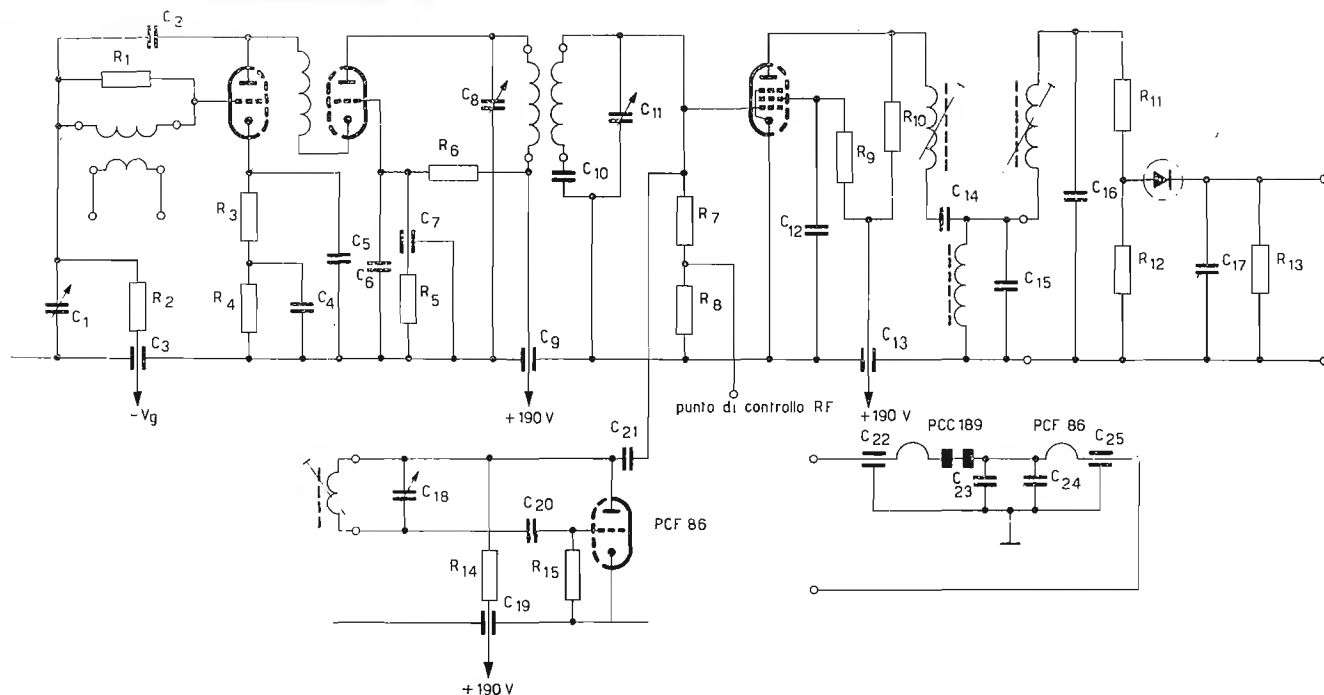 C2
R1
C8
C11
R10
R11
R6
R9
C10
C14
R3
C7
R7
C12
C16
C5
C6
R2
R4
C4
R5
R8
C15
R12
C17
R13
C1
C3
C9
C13
-Vg
+190 V
punto di controllo RF
+190 V
C21
C22
PCC 189
PCF 86
C25
C18
C20
C23
C24
PCF 86
R14
R15
C19
+190 V